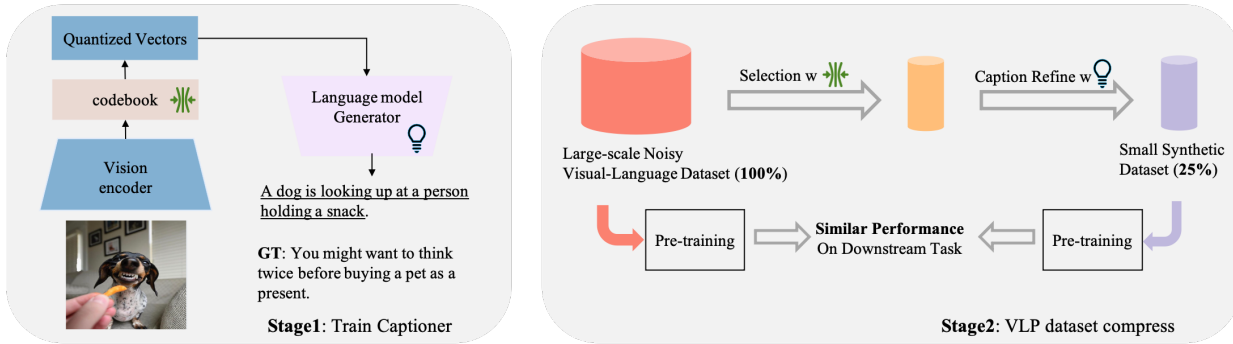 Quantized Vectors
codebook
Vision
encoder
Language model
Generator
A dog is looking up at a person
holding a snack.
GT: You might want to think
twice before buying a pet as a
present.
Stage1: Train Captioner
Selection w
Caption Refine w
Large-scale Noisy
Visual-Language Dataset (100%)
Small Synthetic
Dataset (25%)
Pre-training
Similar Performance
On Downstream Task
Pre-training
Stage2: VLP dataset compress